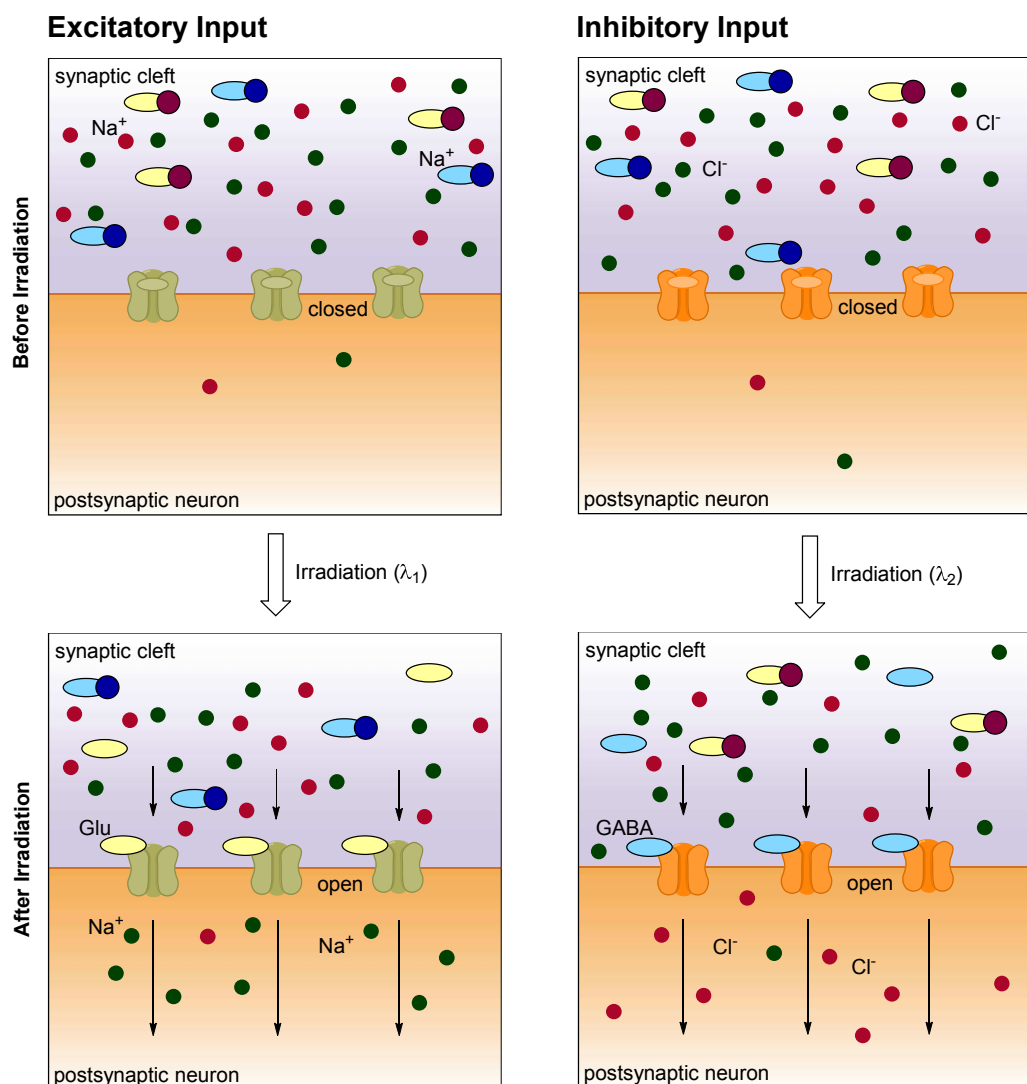 Excitatory Input
Inhibitory Input
Before Irradiation
synaptic cleft
Na⁺
Na⁺
closed
postsynaptic neuron
synaptic cleft
Cl⁻
Cl⁻
closed
postsynaptic neuron
Irradiation (λ₁)
Irradiation (λ₂)
After Irradiation
synaptic cleft
Glu
open
Na⁺
Na⁺
postsynaptic neuron
synaptic cleft
GABA
open
Cl⁻
Cl⁻
postsynaptic neuron